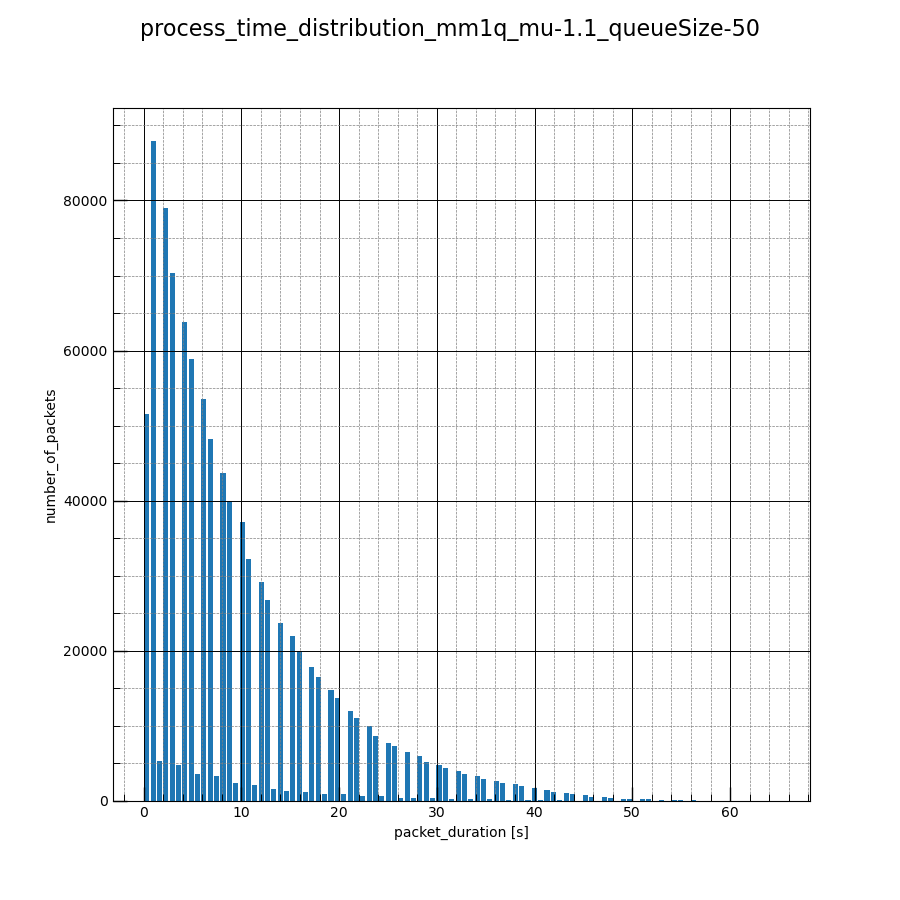 process_time_distribution_mm1q_mu-1.1_queueSize-50
number_of_packets
80000
60000
40000
20000
0
0 10 20 30 40 50 60
packet_duration [s]